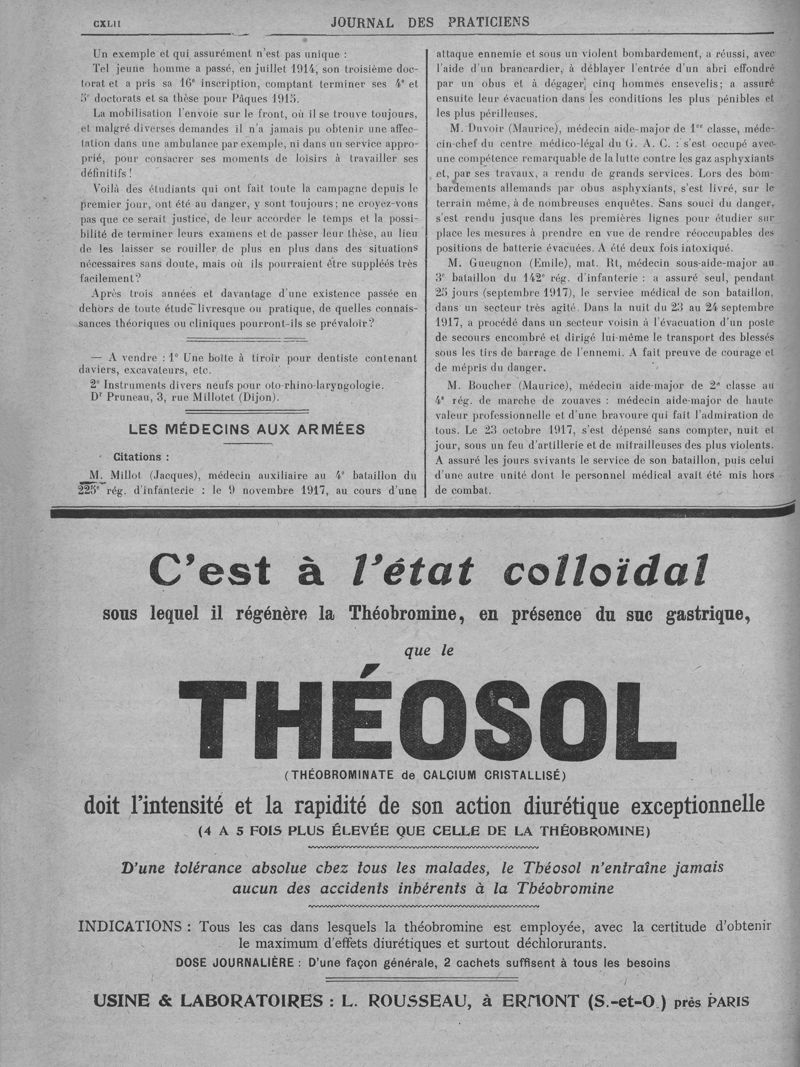 CXLII
JOURNAL DES PRATICIENS
Un exemple et qui assurément n'est pas unique :
Tel jeune homme a passé, en juillet 1914, son troisième doc-
torat et a pris sa 16e inscription, comptant terminer ses 4e et
5e doctorats et sa thèse pour Pâques 1915.
La mobilisation l'envoie sur le front, où il se trouve toujours,
et malgré diverses demandes il n'a jamais pu obtenir une affec-
tation dans une ambulance par exemple, ni dans un service appro-
prié, pour consacrer ses moments de loisirs à travailler ses
définitifs !
Voilà des étudiants qui ont fait toute la campagne depuis le
premier jour, ont été au danger, y sont toujours ; ne croyez-vous
pas que ce serait justice, de leur accorder le temps et la possi-
bilité de terminer leurs examens et de passer leur thèse, au lieu
de les laisser se rouiller de plus en plus dans des situations
nécessaires sans doute, mais où ils pourraient être suppléés très
facilement ?
Après trois années et davantage d'une existence passée en
dehors de toute étude livresque ou pratique, de quelles connais-
sances théoriques ou cliniques pourront-ils se prévaloir ?
— A vendre : 1° Une boîte à tiroir pour dentiste contenant
daviers, excavateurs, etc.
2° Instruments divers neufs pour oto-rhino-laryngologie.
Dr Pruneau, 3, rue Millotet (Dijon).
LES MÉDECINS AUX ARMÉES
Citations :
M. Millot (Jacques), médecin auxiliaire au 4e bataillon du
225e rég. d'infanterie : le 9 novembre 1917, au cours d'une
attaque ennemie et sous un violent bombardement, a réussi, avec
l'aide d'un brancardier, à déblayer l'entrée d'un abri effondré
par un obus et à dégager cinq hommes ensevelis ; a assuré
ensuite leur évacuation dans les conditions les plus pénibles et
les plus périlleuses.
M. Duvoir (Maurice), médecin aide-major de 1re classe, méde-
cin-chef du centre médico-légal du G. A. C. : s'est occupé avec
une compétence remarquable de la lutte contre les gaz asphyxiants
et, par ses travaux, a rendu de grands services. Lors des bom-
bardements allemands par obus asphyxiants, s'est livré, sur le
terrain même, à de nombreuses enquêtes. Sans souci du danger,
s'est rendu jusque dans les premières lignes pour étudier sur
place les mesures à prendre en vue de rendre réoccupables des
positions de batterie évacuées. A été deux fois intoxiqué.
M. Gueugnon (Emile), mat. Rt, médecin sous-aide-major au
3e bataillon du 142e rég. d'infanterie : a assuré seul, pendant
25 jours (septembre 1917), le serviee médical de son bataillon,
dans un secteur très agité. Dans la nuit du 23 au 24 septembre
1917, a procédé dans un secteur voisin à l'évacuation d'un poste
de secours encombré et dirigé lui-même le transport des blessés
sous les tirs de barrage de l'ennemi. A fait preuve de courage et
de mépris du danger.
M. Boucher (Maurice), médecin aide-major de 2e classe au
4e rég. de marche de zouaves : médecin aide-major de haute
valeur professionnelle et d'une bravoure qui fait l'admiration de
tous. Le 23 octobre 1917, s'est dépensé sans compter, nuit et
jour, sous un feu d'artillerie et de mitrailleuses des plus violents.
A assuré les jours svivants le service de son bataillon, puis celui
d'une autre unité dont le personnel médical avait été mis hors
de combat.
C'est à l'état colloïdal
sous lequel il régénère la Théobromine, en présence du suc gastrique,
que le
THÉOSOL
(THÉOBROMINATE de CALCIUM CRISTALLISÉ)
doit l'intensité et la rapidité de son action diurétique exceptionnelle
(4 A 5 FOIS PLUS ÉLEVÉE QUE CELLE DE LA THÉOBROMINE)
D'une tolérance absolue chez tous les malades, le Théosol n'entraîne jamais
aucun des accidents inhérents à la Théobromine
INDICATIONS : Tous les cas dans lesquels la théobromine est employée, avec la certitude d'obtenir
le maximum d'effets diurétiques et surtout déchlorurants.
DOSE JOURNALIÈRE : D'une façon générale, 2 cachets suffisent à tous les besoins
USINE & LABORATOIRES : L. ROUSSEAU, à ERMONT (S.-et-O.) près PARIS